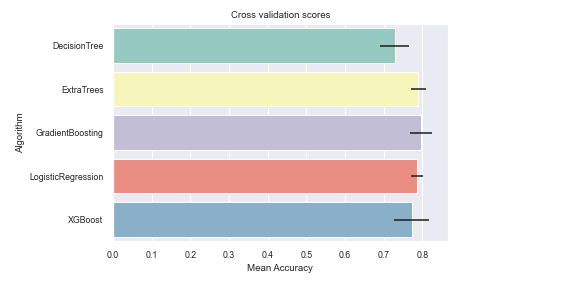 Cross validation scores
Algorithm
DecisionTree
ExtraTrees
GradientBoosting
LogisticRegression
XGBoost
0.0 0.1 0.2 0.3 0.4 0.5 0.6 0.7 0.8
Mean Accuracy